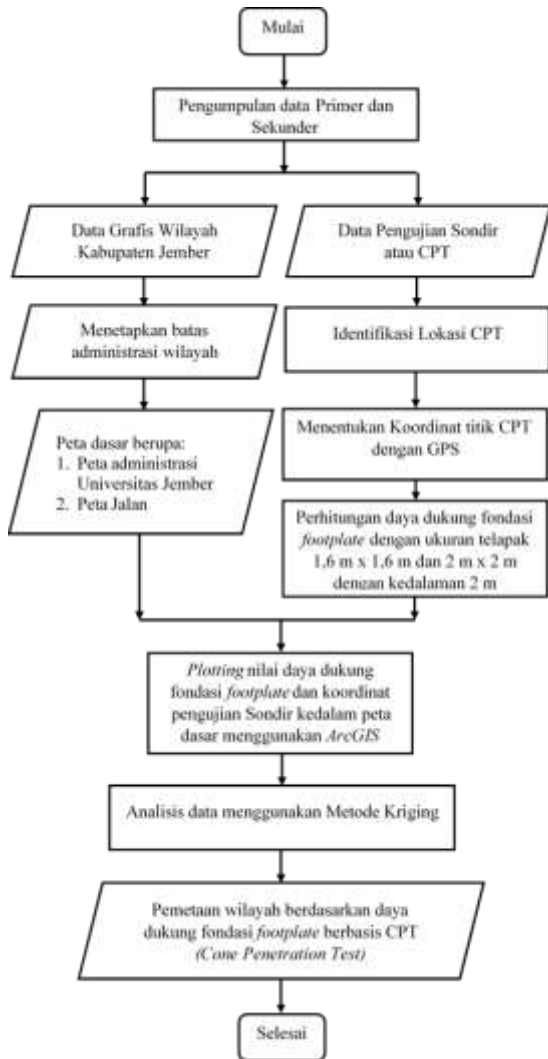 Mulai
Pengumpulan data Primer dan
Sekunder
Data Grafis Wilayah
Kabupaten Jember
Data Pengujian Sondir
atau CPT
Menetapkan batas
administrasi wilayah
Identifikasi Lokasi CPT
Peta dasar berupa:
1. Peta administrasi
Universitas Jember
2. Peta Jalan
Menentukan Koordinat titik CPT
dengan GPS
Perhitungan daya dukung fondasi
footplate dengan ukuran telapak
1,6 m x 1,6 m dan 2 m x 2 m
dengan kedalaman 2 m
Plotting nilai daya dukung
fondasi footplate dan koordinat
pengujian Sondir kedalam peta
dasar menggunakan ArcGIS
Analisis data menggunakan Metode Kriging
Pemetaan wilayah berdasarkan daya
dukung fondasi footplate berbasis CPT
(Cone Penetration Test)
Selesai